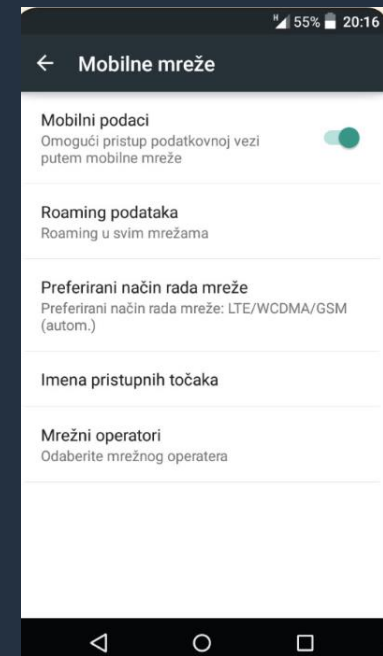 H 55% 20:16
Mobilne mreže
Mobilni podaci
Omogući pristup podatkovnoj vezi
putem mobilne mreže
Roaming podataka
Roaming u svim mrežama
Preferirani način rada mreže
Preferirani način rada mreže: LTE/WCDMA/GSM
(autom.)
Imena pristupnih točaka
Mrežni operatori
Odaberite mrežnog operatera